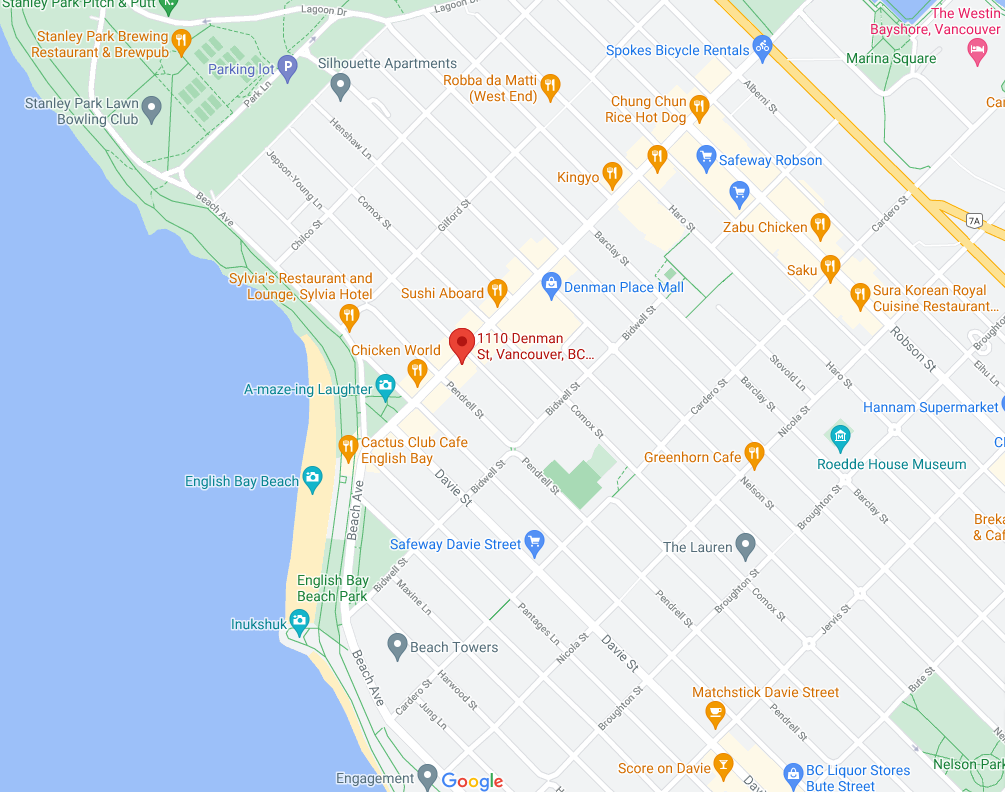 Stanley Park Pitch & Putt
Lagoon Dr
Lagoon Dr
The Westin
Bayshore, Vancouver
Stanley Park Brewing
Restaurant & Brewpub
Spokes Bicycle Rentals
Marina Square
Parking lot
P
Silhouette Apartments
Robba da Matti
(West End)
Alberni St
Park Ln
Chung Chun
Rice Hot Dog
Stanley Park Lawn
Bowling Club
Henshaw Ln
Safeway Robson
Jepson-Young Ln
Kingyo
Beach Ave
Comox St
Gilford St
Haro St
Cardero St
7A
Zabu Chicken
Chilco St
Barclay St
Saku
Sylvia's Restaurant and
Lounge, Sylvia Hotel
Sushi Aboard
Denman Place Mall
Sura Korean Royal
Cuisine Restaurant...
Bidwell St
Robson St
Broughton
1110 Denman
St, Vancouver, BC...
Chicken World
Stovold Ln
Haro St
Elhu Ln
A-maze-ing Laughter
Pendrell St
Bidwell St
Cardero St
Barclay St
Nicola St
Hannam Supermarket
Comox St
Cactus Club Cafe
English Bay
Greenhorn Cafe
Roedde House Museum
English Bay Beach
Bidwell St
Pendrell St
Davie St
Nelson St
Broughton St
Barclay St
Beach Ave
Safeway Davie Street
The Lauren
Breka
& Caf
English Bay
Beach Park
Bidwell St
Maxine Ln
Broughton St
Comox St
Pendrell St
Inukshuk
Pantages Ln
Jervis St
Beach Towers
Nicola St
Davie St
Beach Ave
Harwood St
Cardero St
Jung Ln
Broughton St
Bute St
Matchstick Davie Street
Pendrell St
Nelson Park
Score on Davie
BC Liquor Stores
Bute Street
Engagement
Google